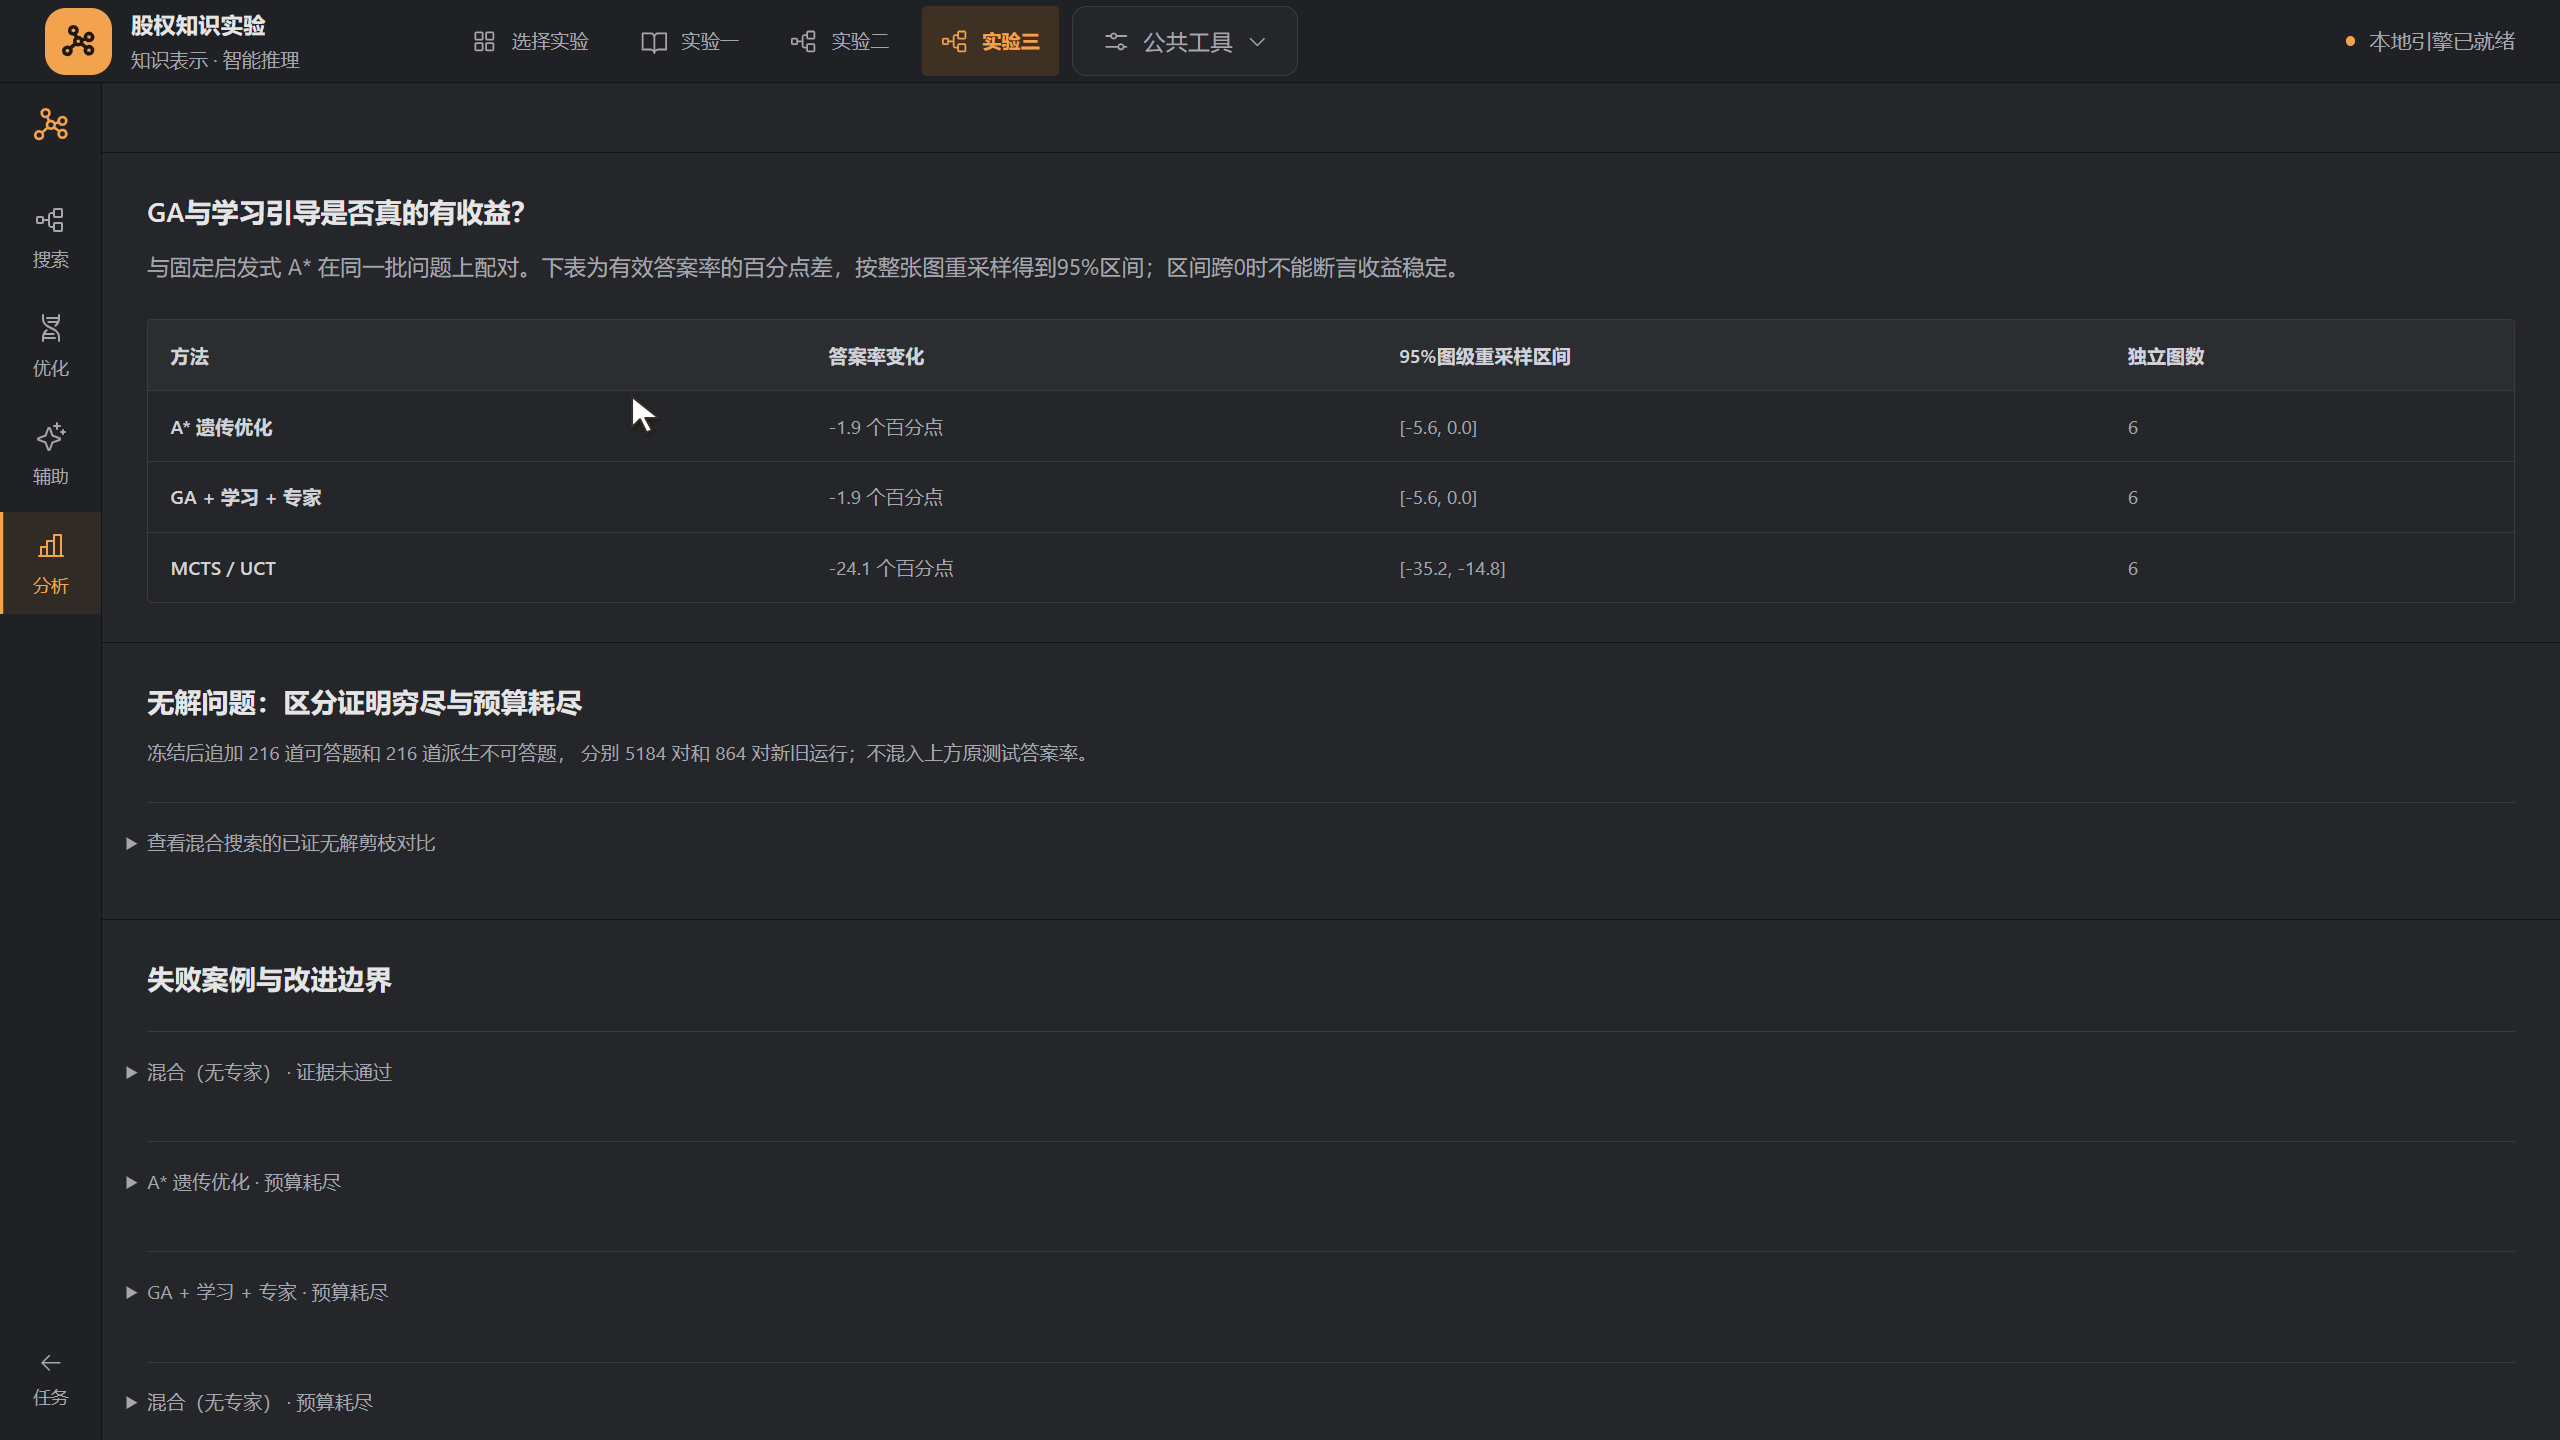 股权知识实验
知识表示 · 智能推理
选择实验
实验一
实验二
实验三
公共工具
本地引擎已就绪
搜索
优化
辅助
分析
任务
GA与学习引导是否真的有收益？
与固定启发式 A* 在同一批问题上配对。下表为有效答案率的百分点差，按整张图重采样得到95%区间；区间跨0时不能断言收益稳定。
方法 答案率变化 95%图级重采样区间 独立图数
A* 遗传优化 -1.9 个百分点 [-5.6, 0.0] 6
GA + 学习 + 专家 -1.9 个百分点 [-5.6, 0.0] 6
MCTS / UCT -24.1 个百分点 [-35.2, -14.8] 6
无解问题：区分证明穷尽与预算耗尽
冻结后追加 216 道可答题和 216 道派生不可答题， 分别 5184 对和 864 对新旧运行；不混入上方原测试答案率。
查看混合搜索的已证无解剪枝对比
失败案例与改进边界
混合（无专家） · 证据未通过
A* 遗传优化 · 预算耗尽
GA + 学习 + 专家 · 预算耗尽
混合（无专家） · 预算耗尽